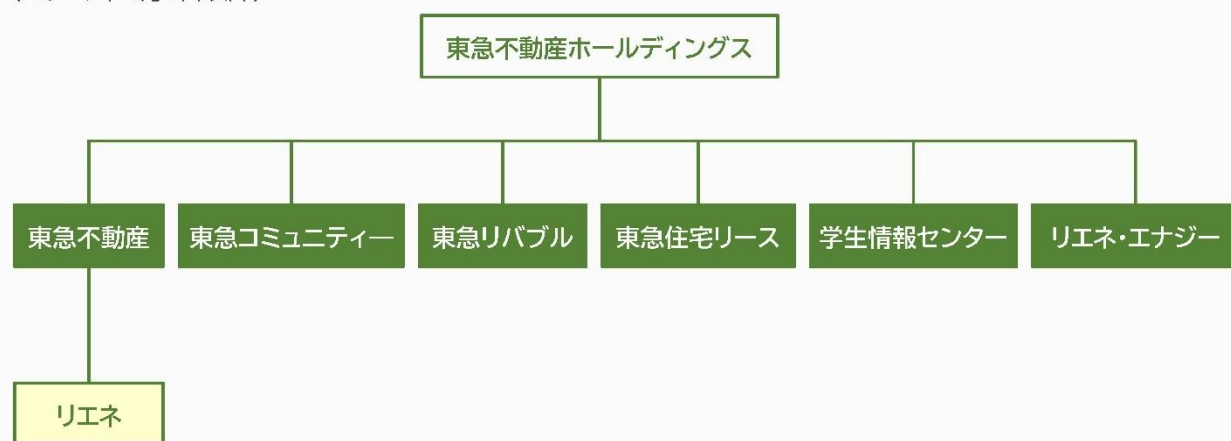 東急不動産ホールディングス
東急不動産
東急コミュニティー
東急リバブル
東急住宅リース
学生情報センター
リエネ・エナジー
リエネ